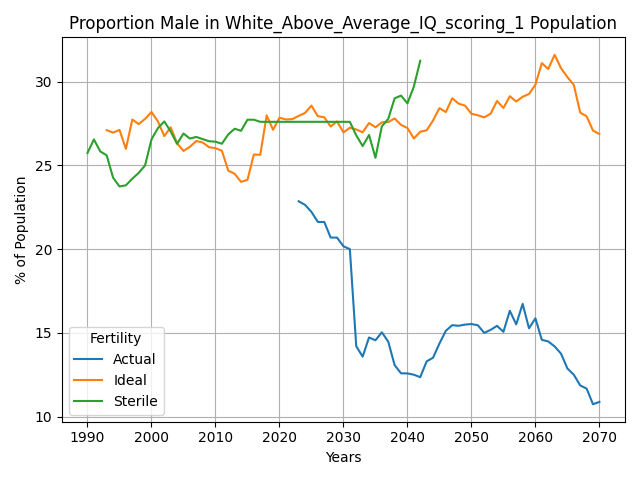 Proportion Male in White_Above_Average_IQ_scoring_1 Population
% of Population
30
25
20
15
10
Fertility
Actual
Ideal
Sterile
1990 2000 2010 2020 2030 2040 2050 2060 2070
Years